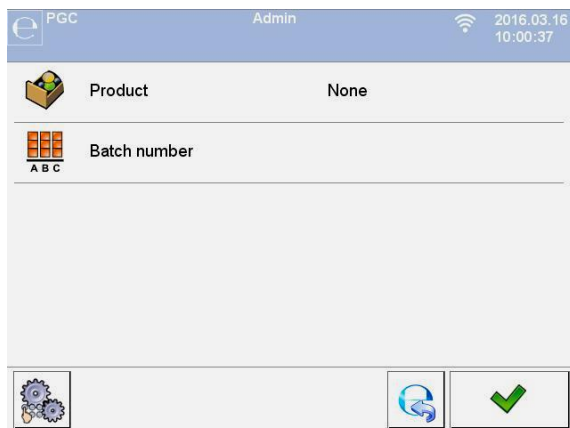 e PGC
Admin
2016.03.16
10:00:37
Product None
Batch number
A B C